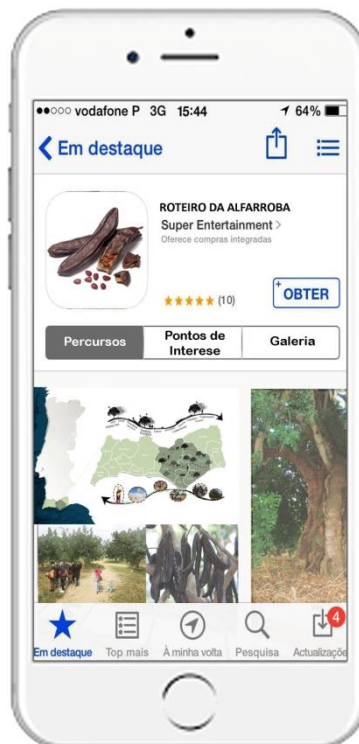 vodafone P 3G 15:44 64%
Em destaque
ROTEIRO DA ALFARROBA
Super Entertainment >
Oferece compras integradas
(10)
+OBTER
Percursos
Pontos de
Interese
Galeria
4
Em destaque Top mais À minha volta Pesquisa Actualizaçõe